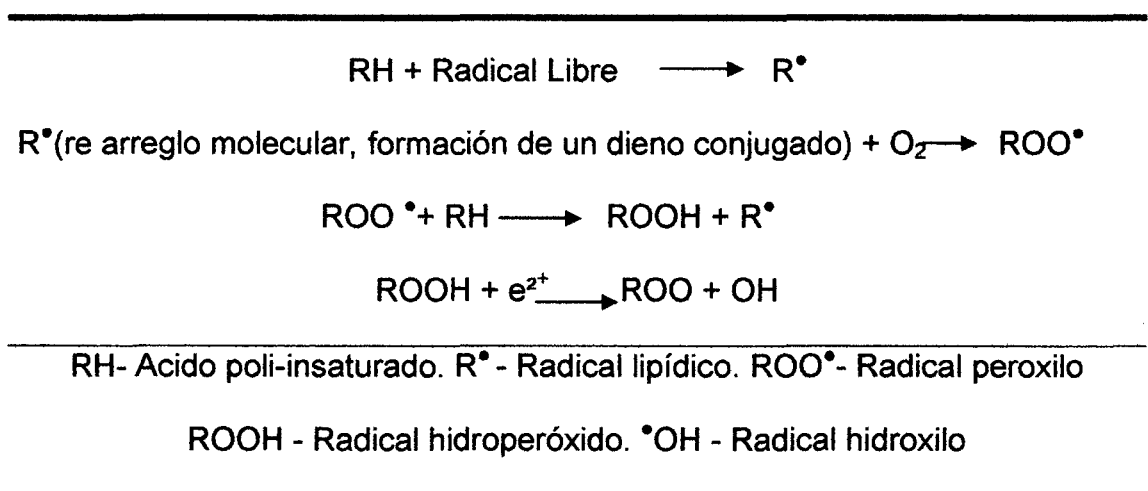 RH + Radical Libre ⟶ R•
R•(re arreglo molecular, formación de un dieno conjugado) + O₂⟶ ROO•
ROO •+ RH ⟶ ROOH + R•
ROOH + e²⁺ ⟶ ROO + OH
RH- Acido poli-insaturado. R• - Radical lipídico. ROO•- Radical peroxilo
ROOH - Radical hidroperóxido. •OH - Radical hidroxilo